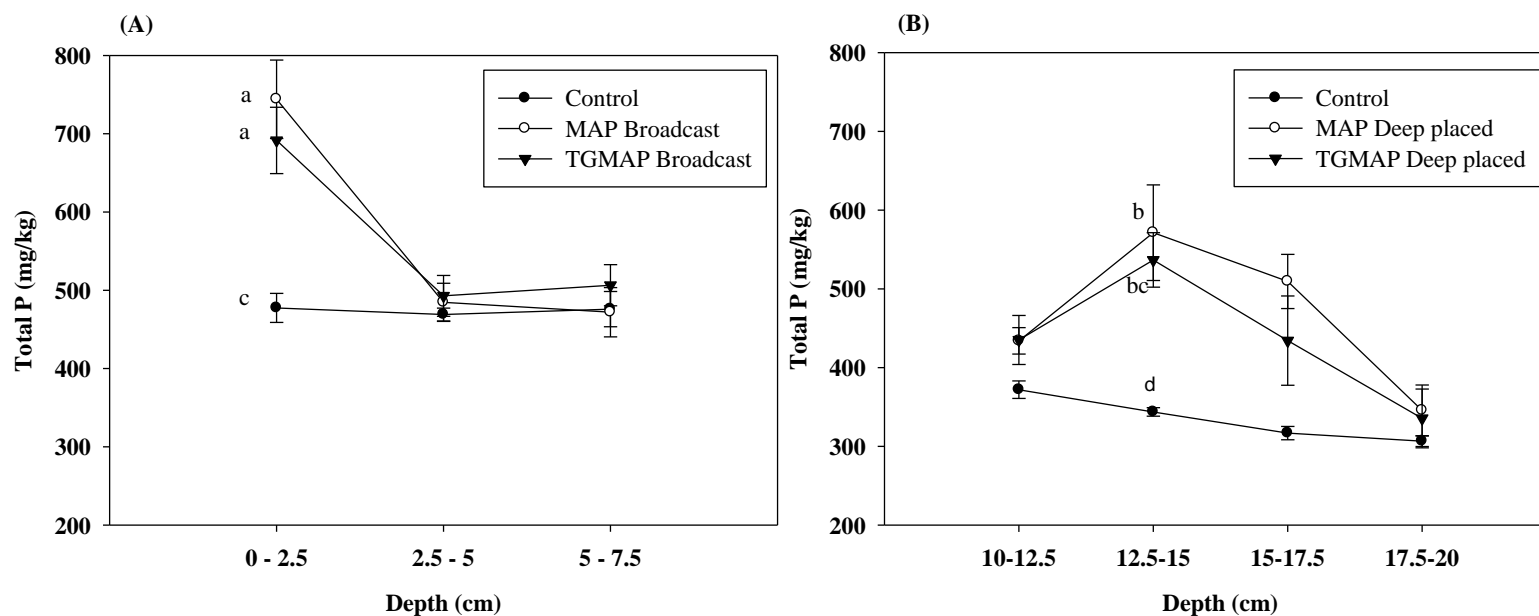 (A)
800
700
600
500
400
300
200
Total P (mg/kg)
a
a
c
Control
MAP Broadcast
TGMAP Broadcast
0 - 2.5
2.5 - 5
5 - 7.5
Depth (cm)
(B)
800
700
600
500
400
300
200
Total P (mg/kg)
b
bc
d
Control
MAP Deep placed
TGMAP Deep placed
10-12.5
12.5-15
15-17.5
17.5-20
Depth (cm)